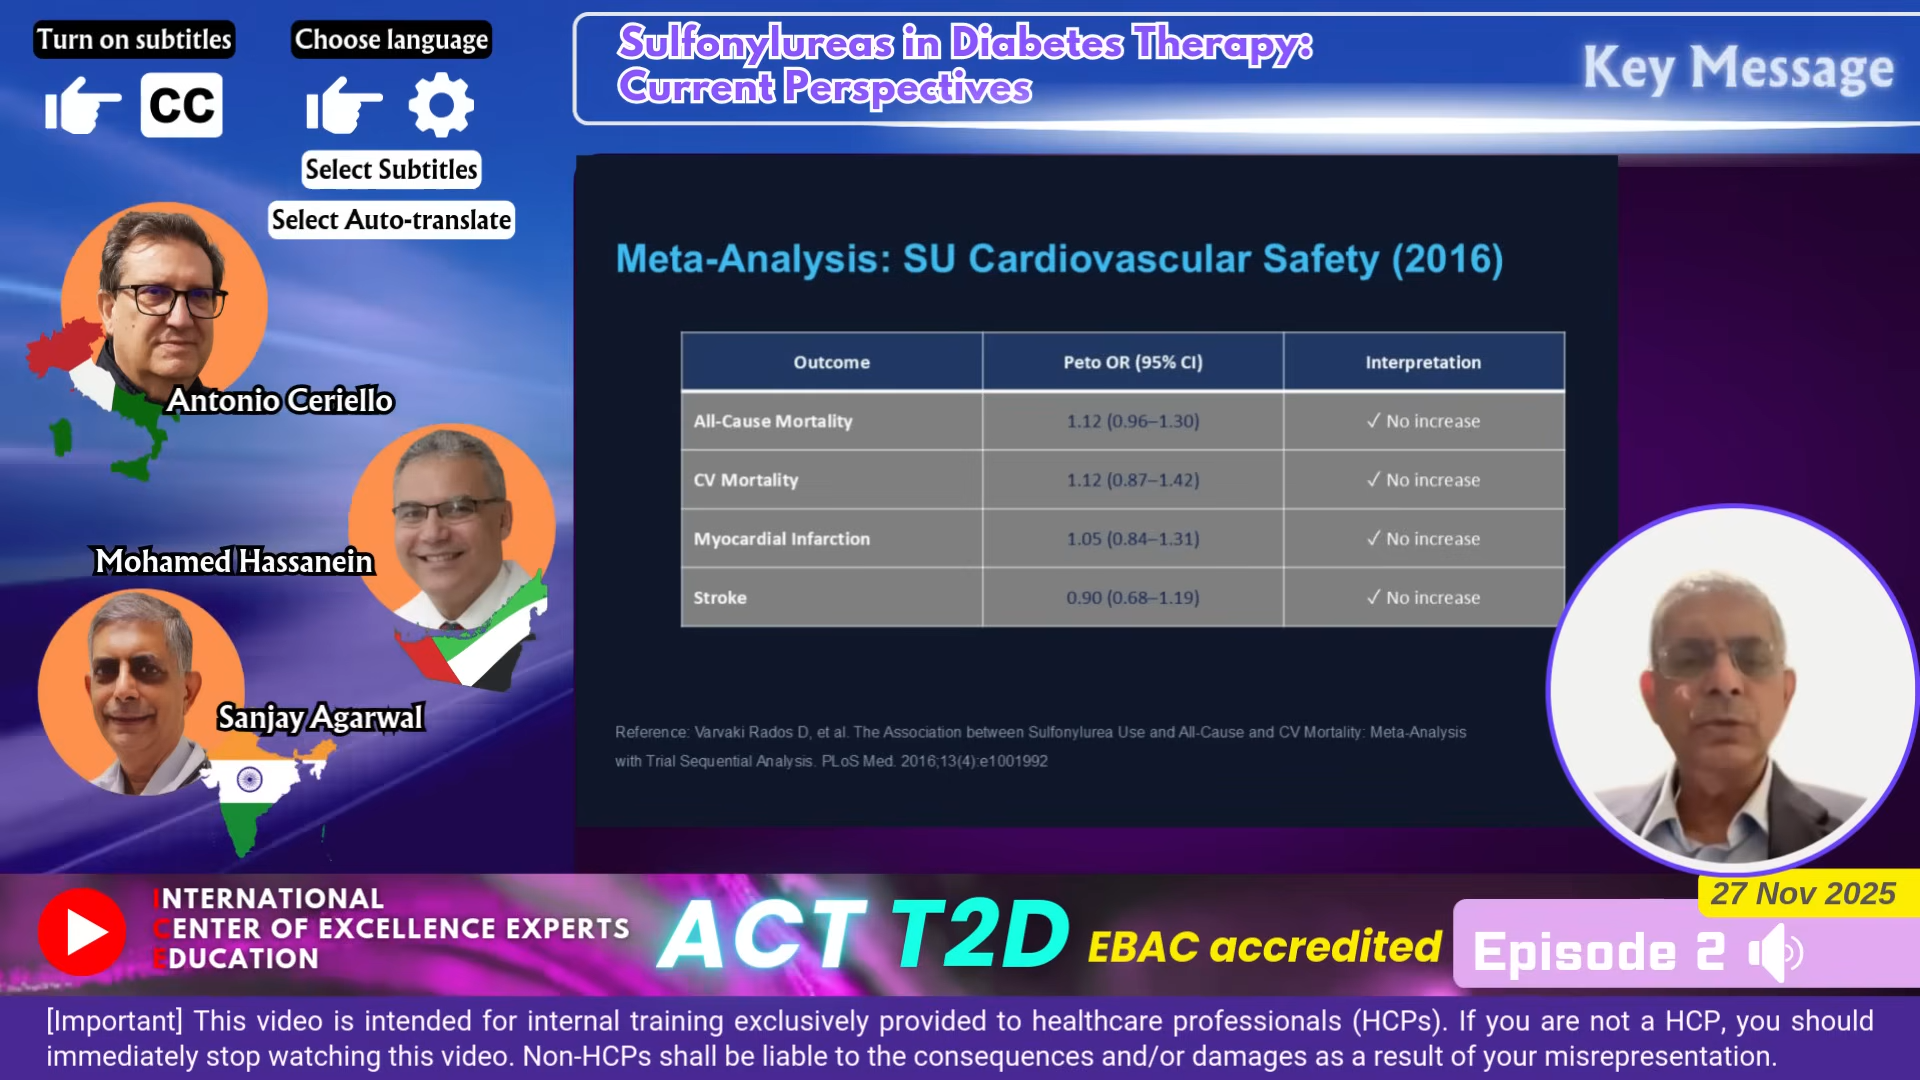 Turn on subtitles
Choose language
CC
Select Subtitles
Select Auto-translate
Antonio Ceriello
Mohamed Hassanein
Sanjay Agarwal
Sulfonylureas in Diabetes Therapy:
Current Perspectives
Key Message
Meta-Analysis: SU Cardiovascular Safety (2016)
Outcome Peto OR (95% CI) Interpretation
All-Cause Mortality 1.12 (0.96–1.30) ✓ No increase
CV Mortality 1.12 (0.87–1.42) ✓ No increase
Myocardial Infarction 1.05 (0.84–1.31) ✓ No increase
Stroke 0.90 (0.68–1.19) ✓ No increase
Reference: Varvaki Rados D, et al. The Association between Sulfonylurea Use and All-Cause and CV Mortality: Meta-Analysis
with Trial Sequential Analysis. PLoS Med. 2016;13(4):e1001992
INTERNATIONAL
CENTER OF EXCELLENCE EXPERTS
EDUCATION
ACT T2D
EBAC accredited
27 Nov 2025
Episode 2
[Important] This video is intended for internal training exclusively provided to healthcare professionals (HCPs). If you are not a HCP, you should
immediately stop watching this video. Non-HCPs shall be liable to the consequences and/or damages as a result of your misrepresentation.